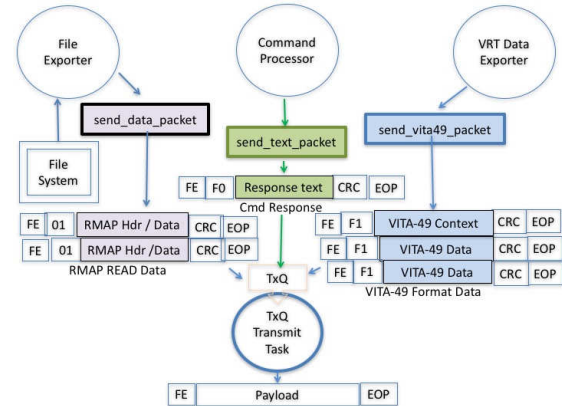 File
Exporter
Command
Processor
VRT Data
Exporter
send_data_packet
send_text_packet
send_vita49_packet
File
System
FE F0 Response text CRC EOP
Cmd Response
FE 01 RMAP Hdr / Data CRC EOP
FE 01 RMAP Hdr /Data CRC EOP
RMAP READ Data
FE F1 VITA-49 Context CRC EOP
FE F1 VITA-49 Data CRC EOP
FE F1 VITA-49 Data CRC EOP
VITA-49 Format Data
TxQ
TxQ
Transmit
Task
FE Payload EOP